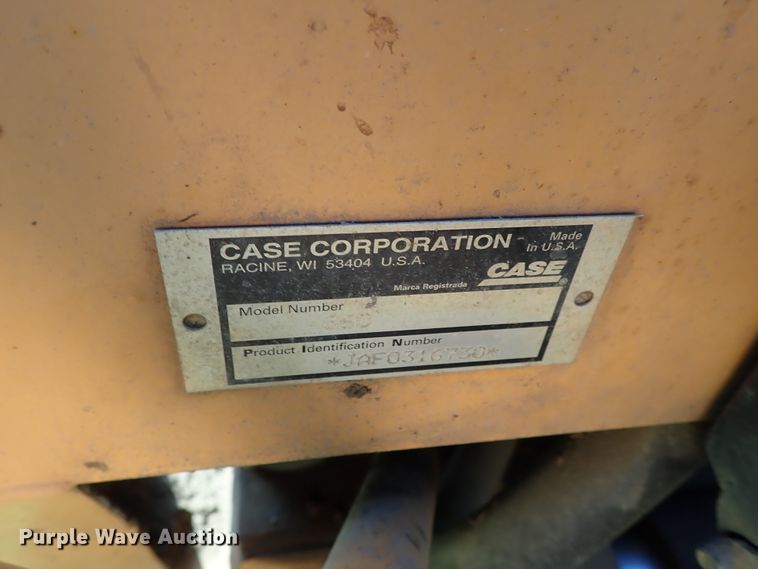 CASE CORPORATION
Made
In U.S.A.
RACINE, WI 53404 U.S.A.
CASE
®
Marca Registrada
Model Number
Product Identification Number
*JAF0316730*
Purple Wave Auction